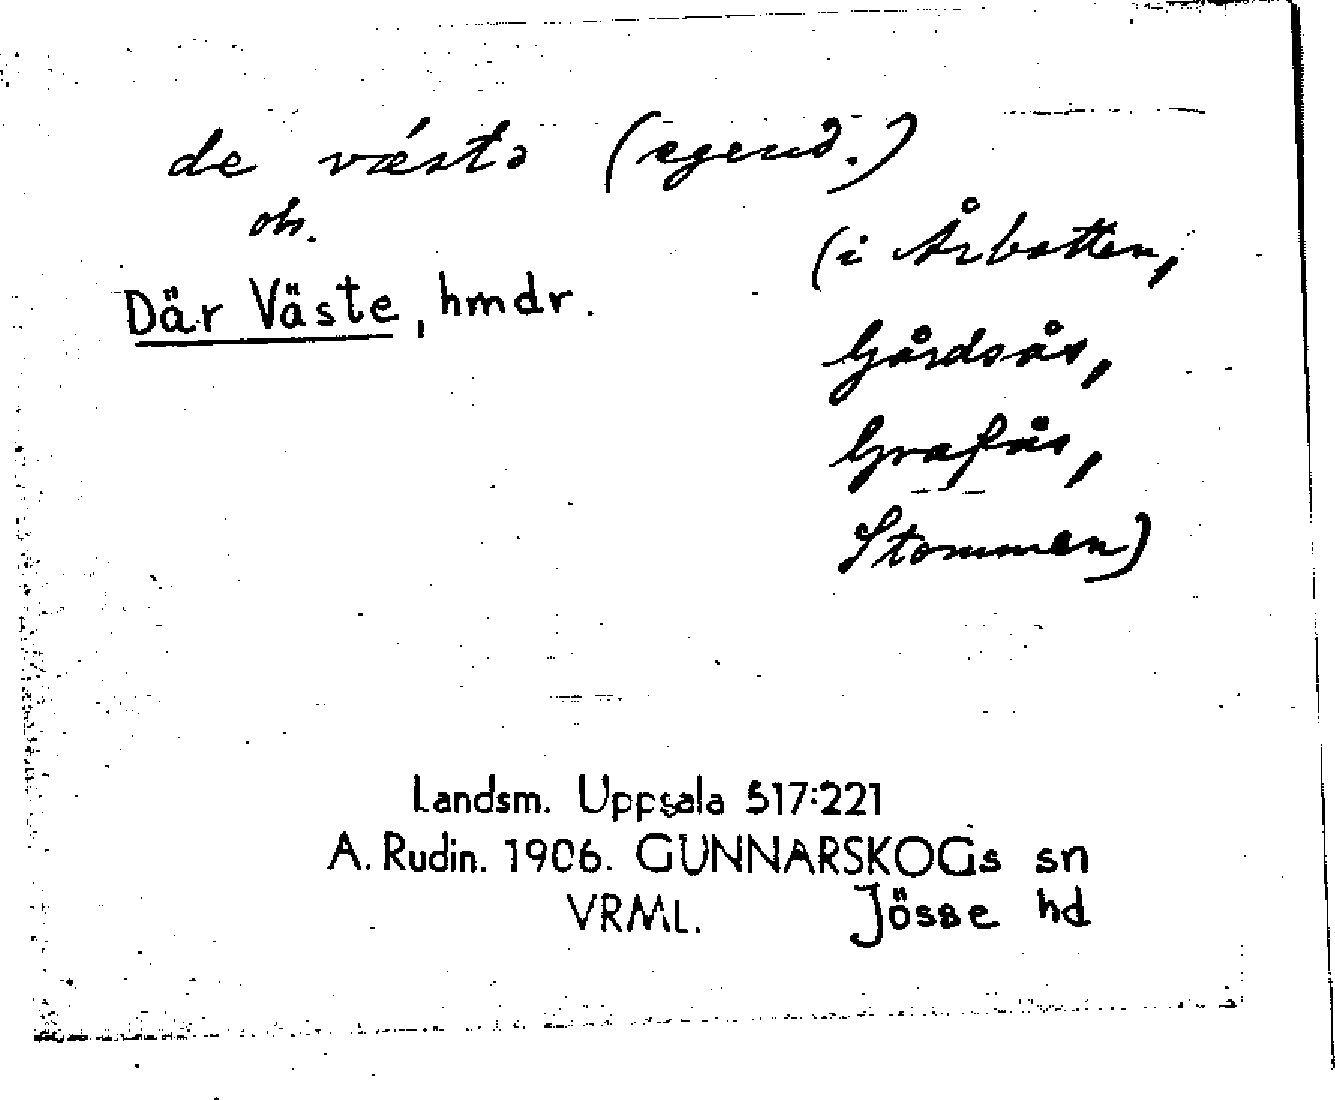 de västə (egend.)
oh.
(i Årbotten,
Där Väste, hmdr.
Gårdsås,
Grafås,
Stommen)
Landsm. Uppsala 517:221
A. Rudin. 1906. GUNNARSKOGs sn
VRML. Jösse hd